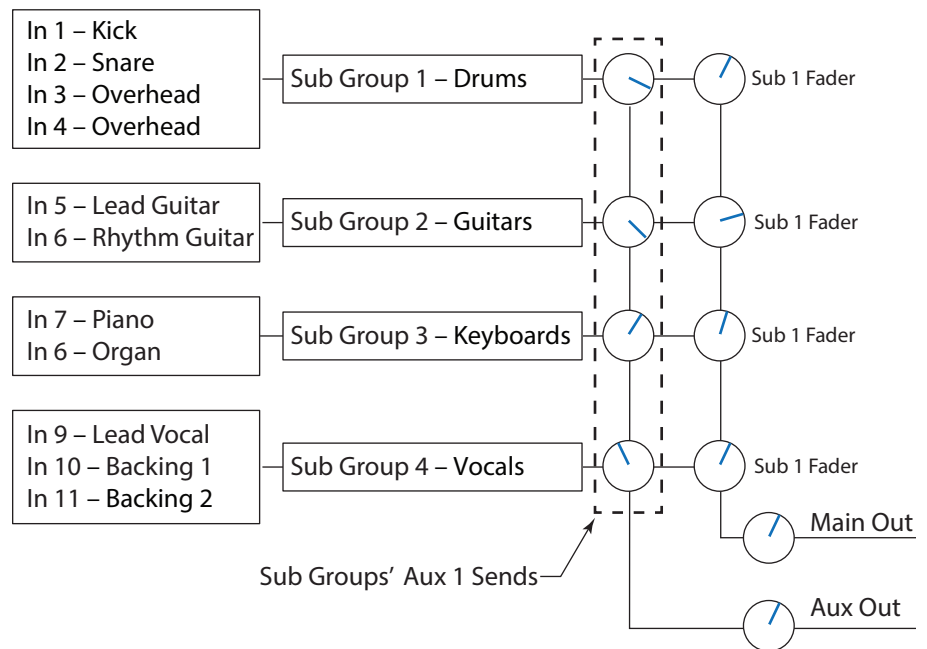 In 1 – Kick
In 2 – Snare
In 3 – Overhead
In 4 – Overhead
Sub Group 1 – Drums
Sub 1 Fader
In 5 – Lead Guitar
In 6 – Rhythm Guitar
Sub Group 2 – Guitars
Sub 1 Fader
In 7 – Piano
In 6 – Organ
Sub Group 3 – Keyboards
Sub 1 Fader
In 9 – Lead Vocal
In 10 – Backing 1
In 11 – Backing 2
Sub Group 4 – Vocals
Sub 1 Fader
Main Out
Sub Groups' Aux 1 Sends
Aux Out